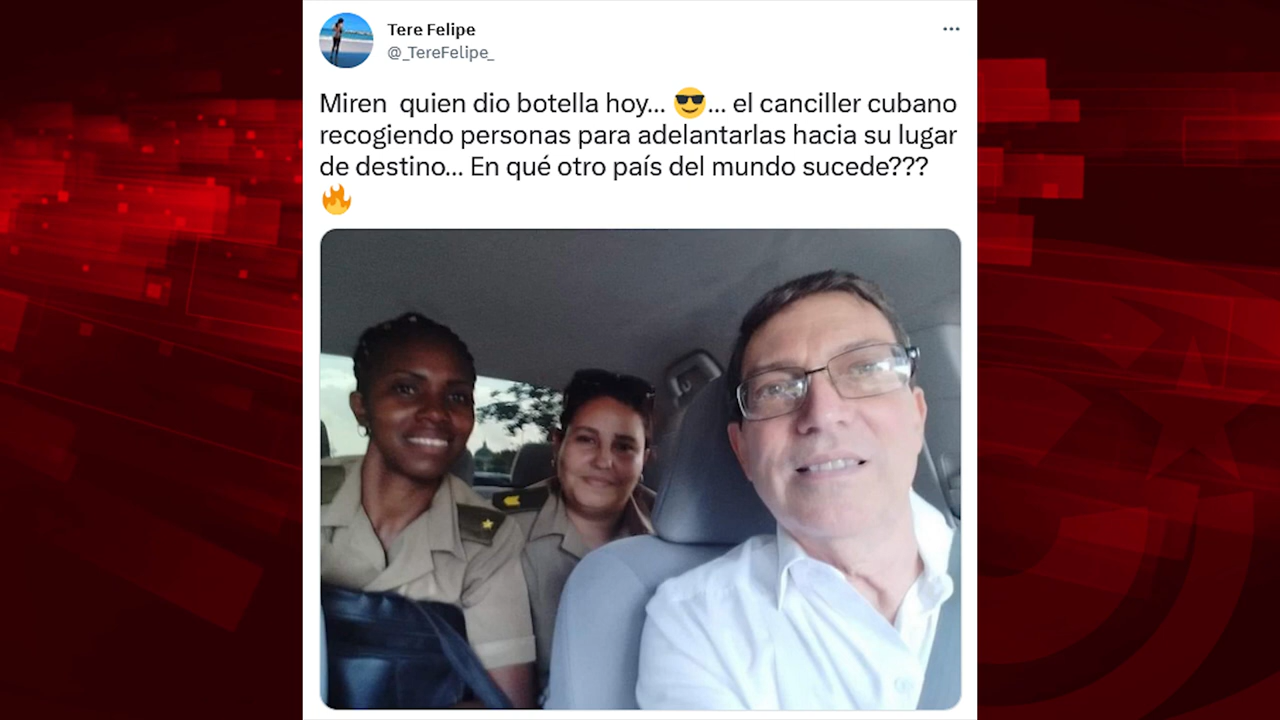 Tere Felipe
@_TereFelipe_
Miren quien dio botella hoy... 😎... el canciller cubano
recogiendo personas para adelantarlas hacia su lugar
de destino... En qué otro país del mundo sucede???
🔥